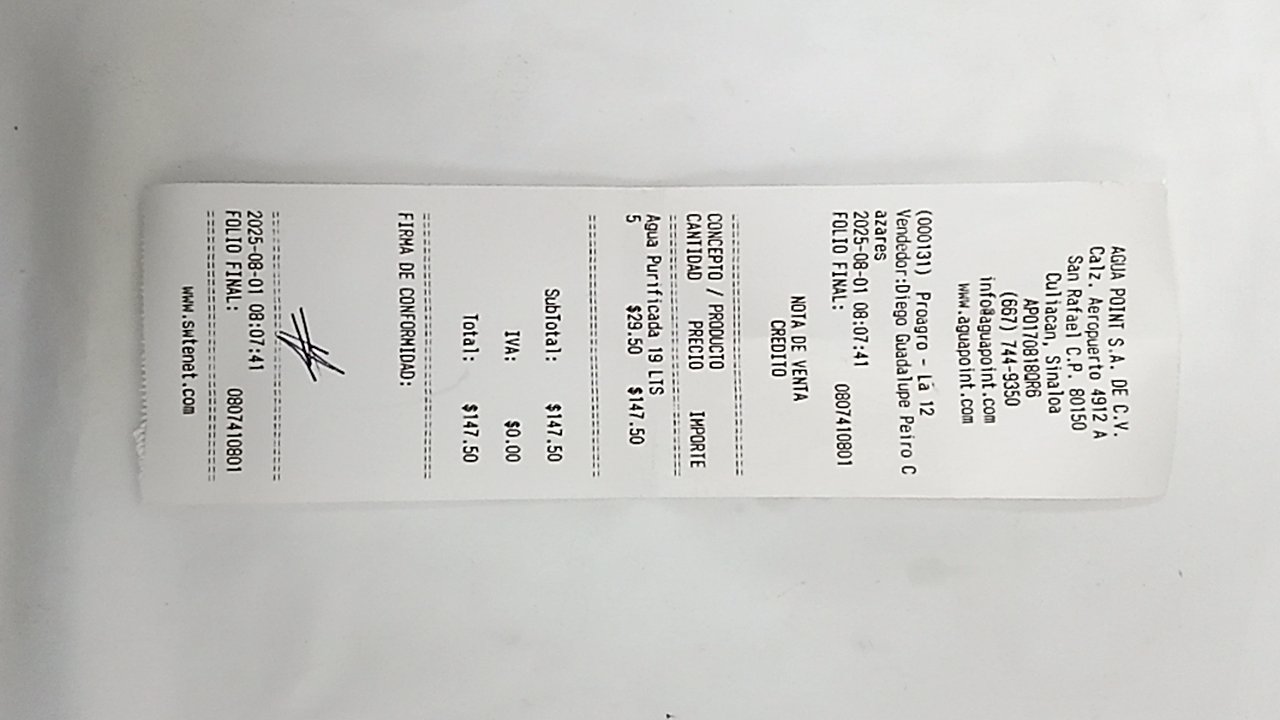 AGUA POINT S.A. DE C.V.
Calz. Aeropuerto 4912 A
San Rafael C.P. 80150
Culiacan, Sinaloa
APO170818QR6
(667) 744-9350
info@aguapoint.com
www.aguapoint.com
(000131) Proagro - La 12
Vendedor:Diego Guadalupe Peiro C
azares
2025-08-01 08:07:41
FOLIO FINAL: 0807410801
NOTA DE VENTA
CREDITO
================================
CONCEPTO / PRODUCTO
CANTIDAD PRECIO IMPORTE
================================
Agua Purificada 19 LTS
5 $29.50 $147.50
================================
SubTotal: $147.50
IVA: $0.00
Total: $147.50
================================
FIRMA DE CONFORMIDAD:
================================
2025-08-01 08:07:41
FOLIO FINAL: 0807410801
================================
www.swtenet.com